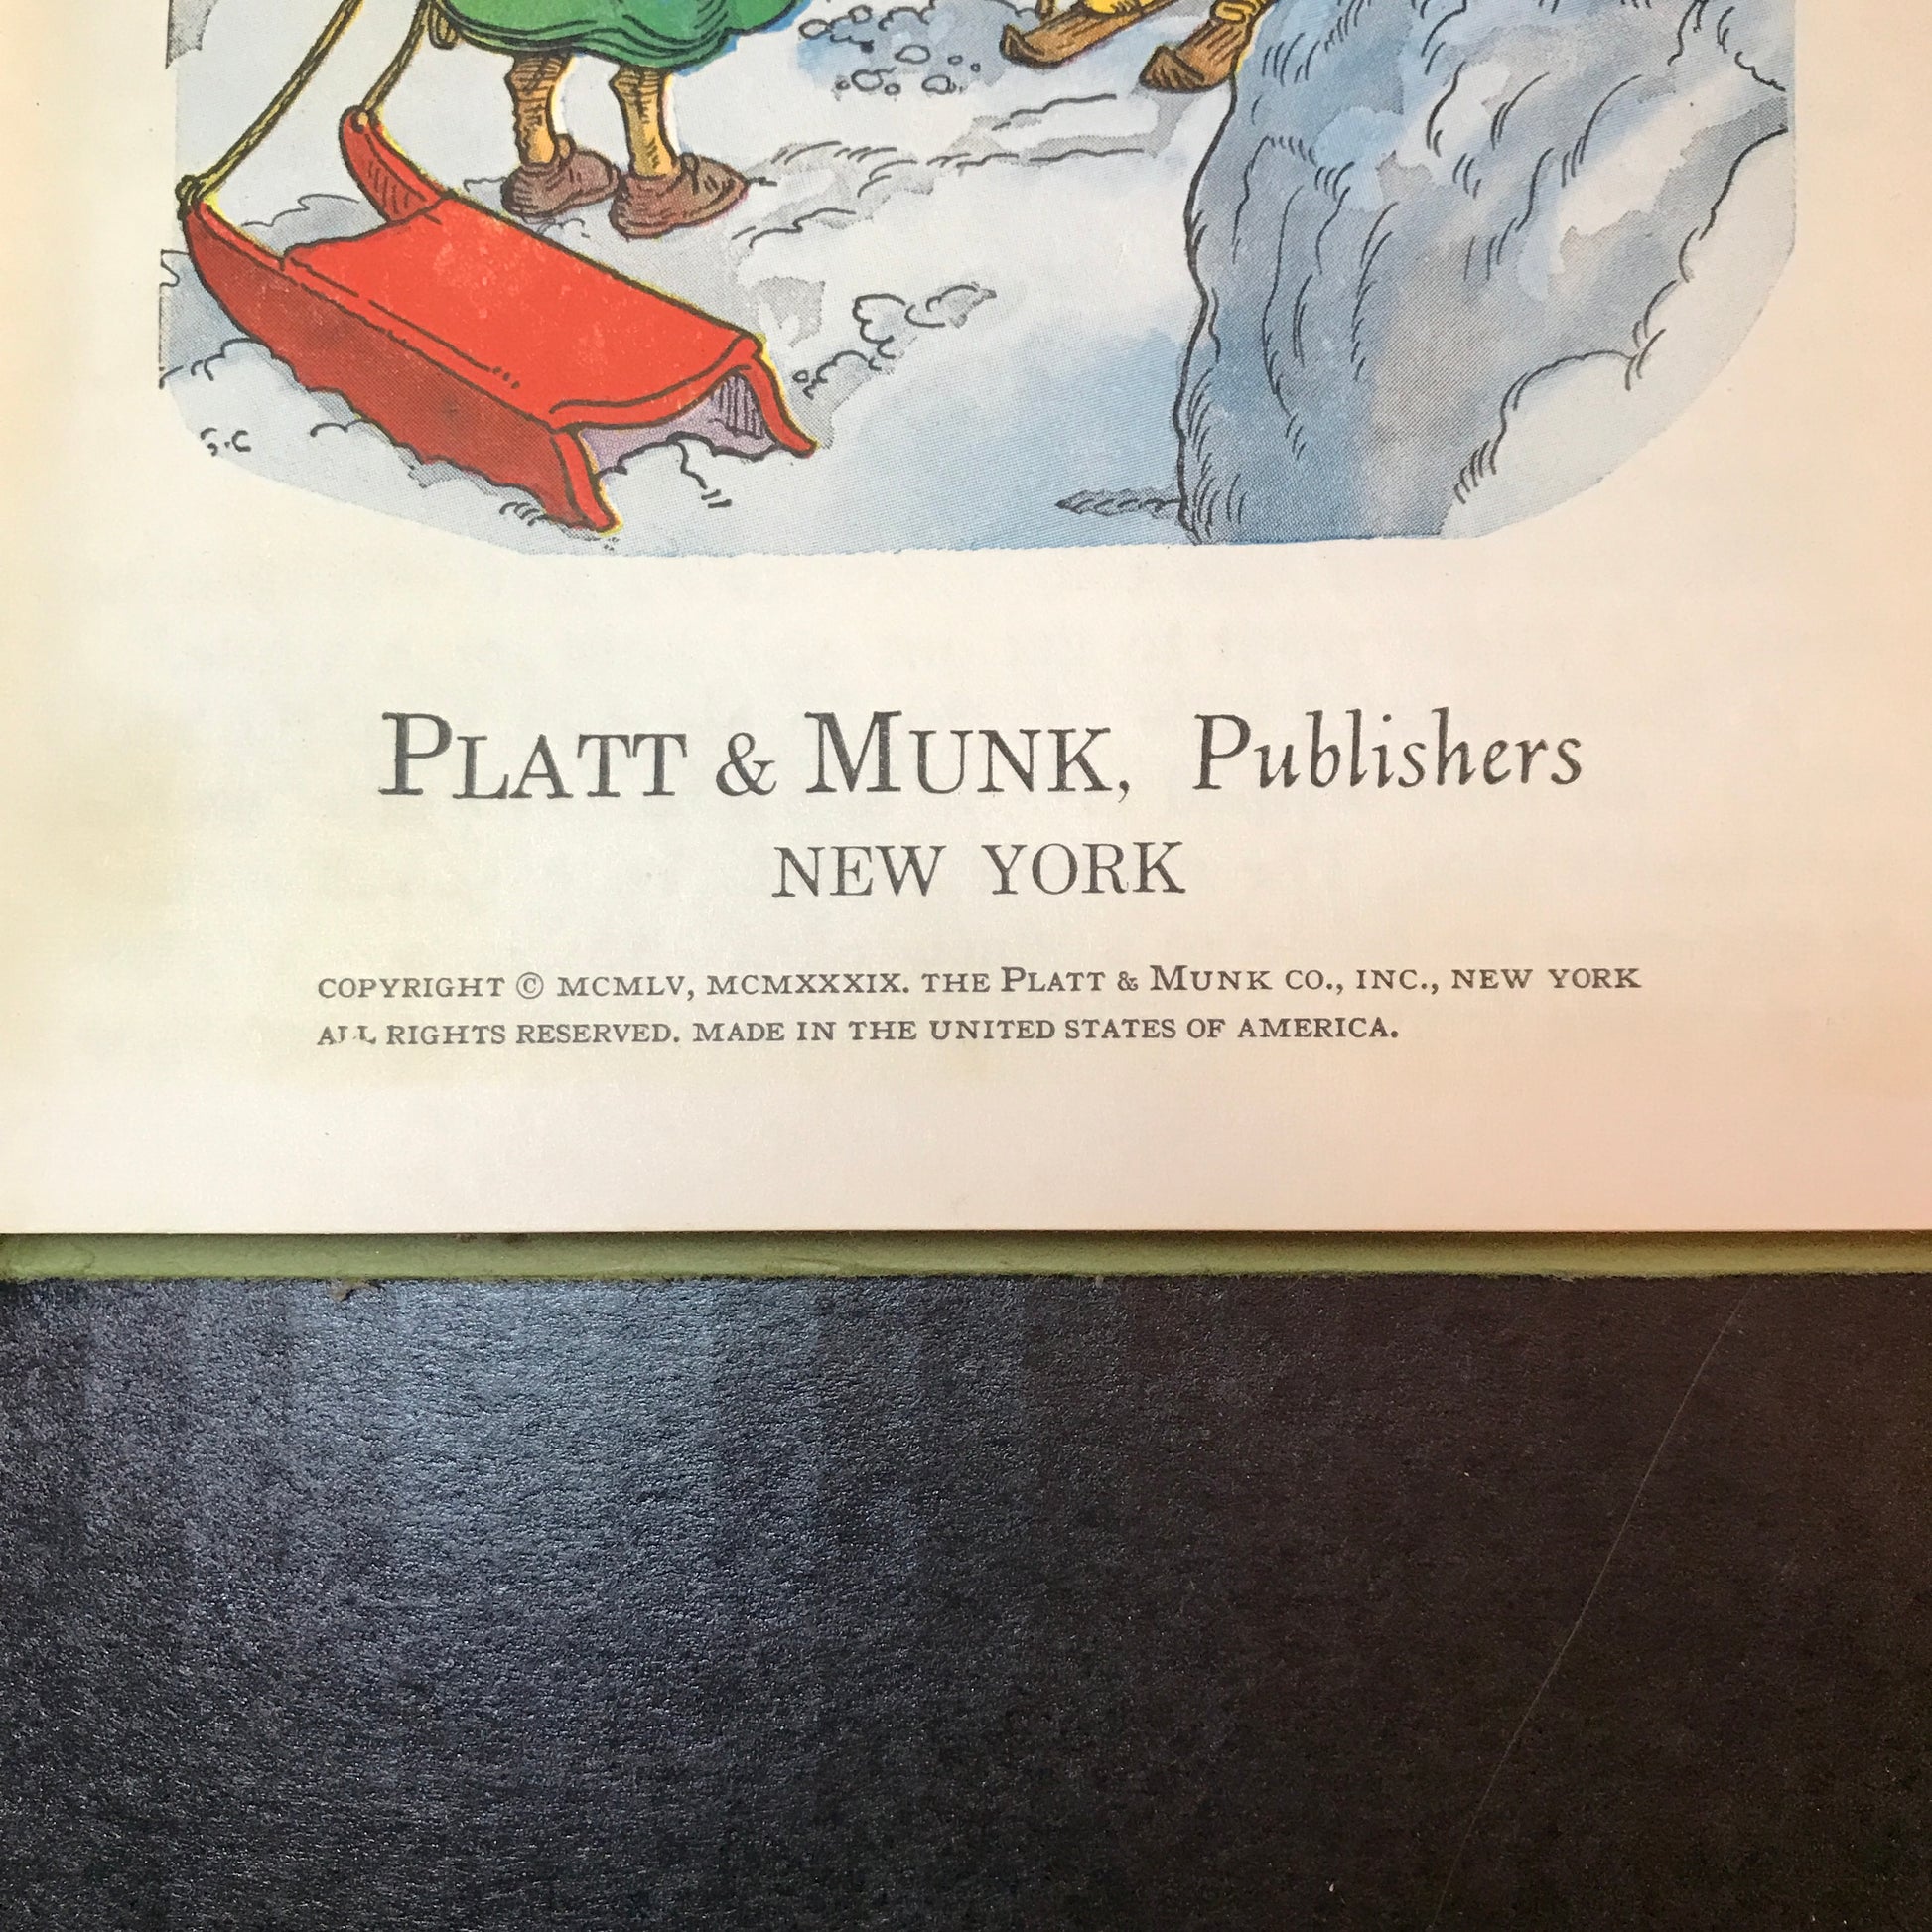 S.C
PLATT & MUNK, Publishers
NEW YORK
COPYRIGHT © MCMLV, MCMXXXIX. THE PLATT & MUNK CO., INC., NEW YORK
ALL RIGHTS RESERVED. MADE IN THE UNITED STATES OF AMERICA.